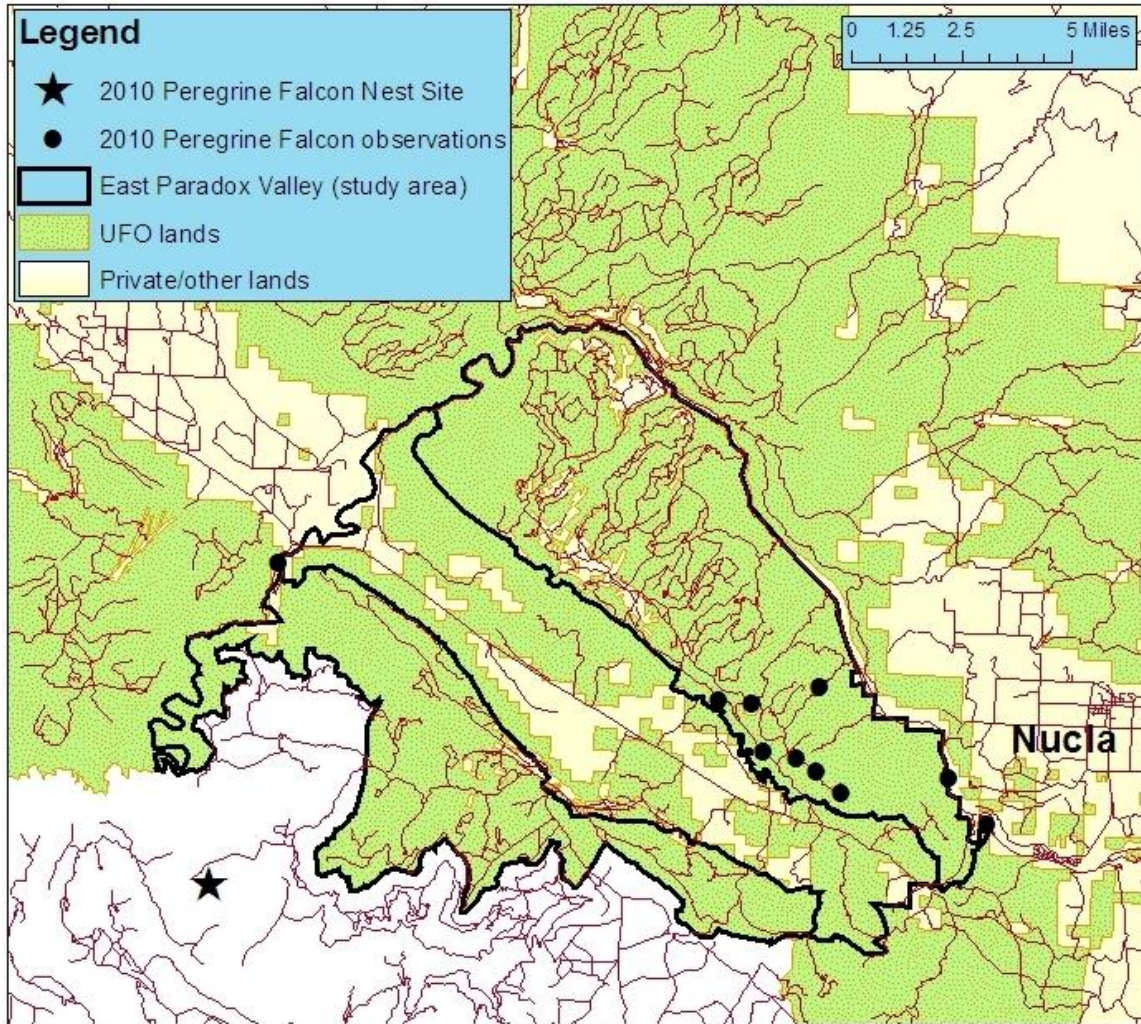 Legend
2010 Peregrine Falcon Nest Site
2010 Peregrine Falcon observations
East Paradox Valley (study area)
UFO lands
Private/other lands
0 1.25 2.5 5 Miles
Nucla